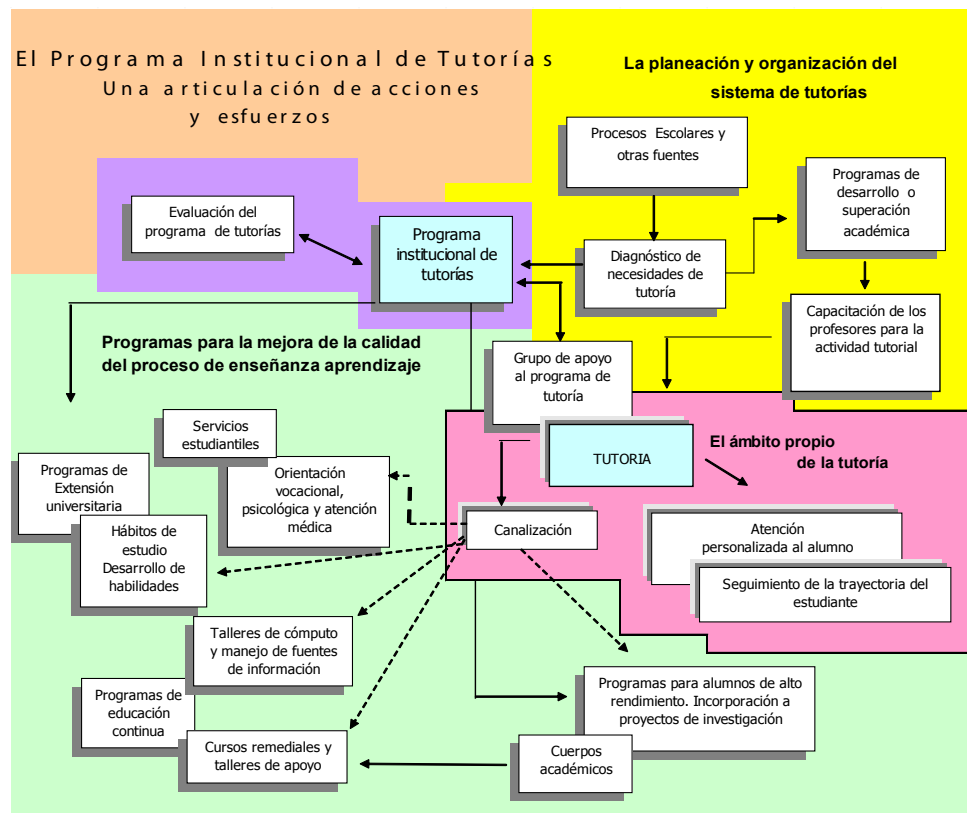 El Programa Institucional de Tutorías
Una articulación de acciones
y esfuerzos
La planeación y organización del
sistema de tutorías
Procesos Escolares y
otras fuentes
Programas de
desarrollo o
superación
académica
Evaluación del
programa de tutorías
Programa
institucional de
tutorías
Diagnóstico de
necesidades de
tutoría
Capacitación de los
profesores para la
actividad tutorial
Programas para la mejora de la calidad
del proceso de enseñanza aprendizaje
Grupo de apoyo
al programa de
tutoría
Servicios
estudiantiles
TUTORIA
El ámbito propio
de la tutoría
Programas de
Extensión
universitaria
Orientación
vocacional,
psicológica y atención
médica
Hábitos de
estudio
Desarrollo de
habilidades
Canalización
Atención
personalizada al alumno
Seguimiento de la trayectoria del
estudiante
Talleres de cómputo
y manejo de fuentes
de información
Programas para alumnos de alto
rendimiento. Incorporación a
proyectos de investigación
Programas de
educación
continua
Cursos remediales y
talleres de apoyo
Cuerpos
académicos